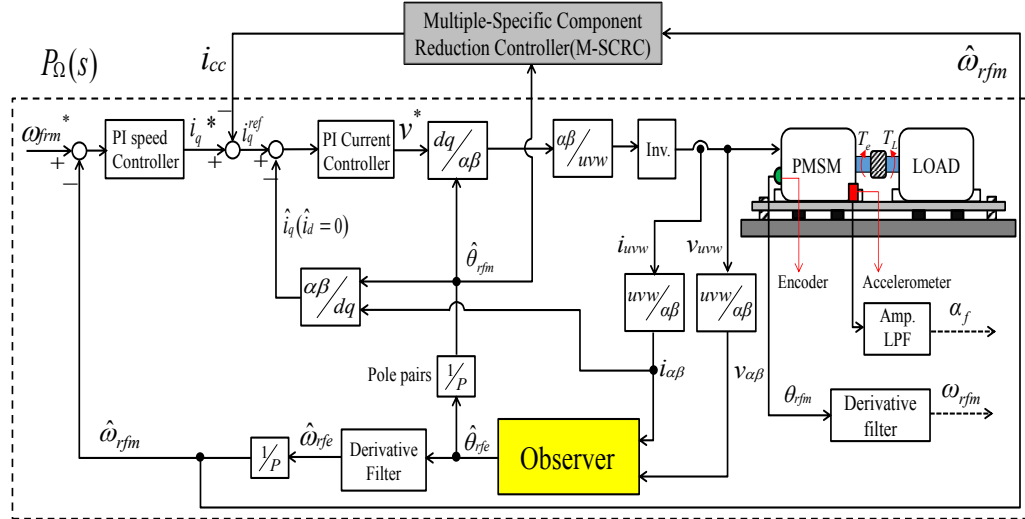 Multiple-Specific Component
Reduction Controller(M-SCRC)
P_Ω(s)
i_cc
ω̂_rfm
ω_frm*
+
−
PI speed
Controller
i_q*
−
+
i_q^ref
+
−
PI Current
Controller
v*
dq/αβ
αβ/uvw
Inv.
PMSM
T_e
T_L
LOAD
î_q(î_d=0)
θ̂_rfm
i_uvw
v_uvw
αβ/dq
uvw/αβ
uvw/αβ
Encoder
Accelerometer
Amp.
LPF
α_f
Pole pairs
1/P
i_αβ
v_αβ
θ_rfm
Derivative
filter
ω_rfm
ω̂_rfm
1/P
ω̂_rfe
Derivative
Filter
θ̂_rfe
Observer